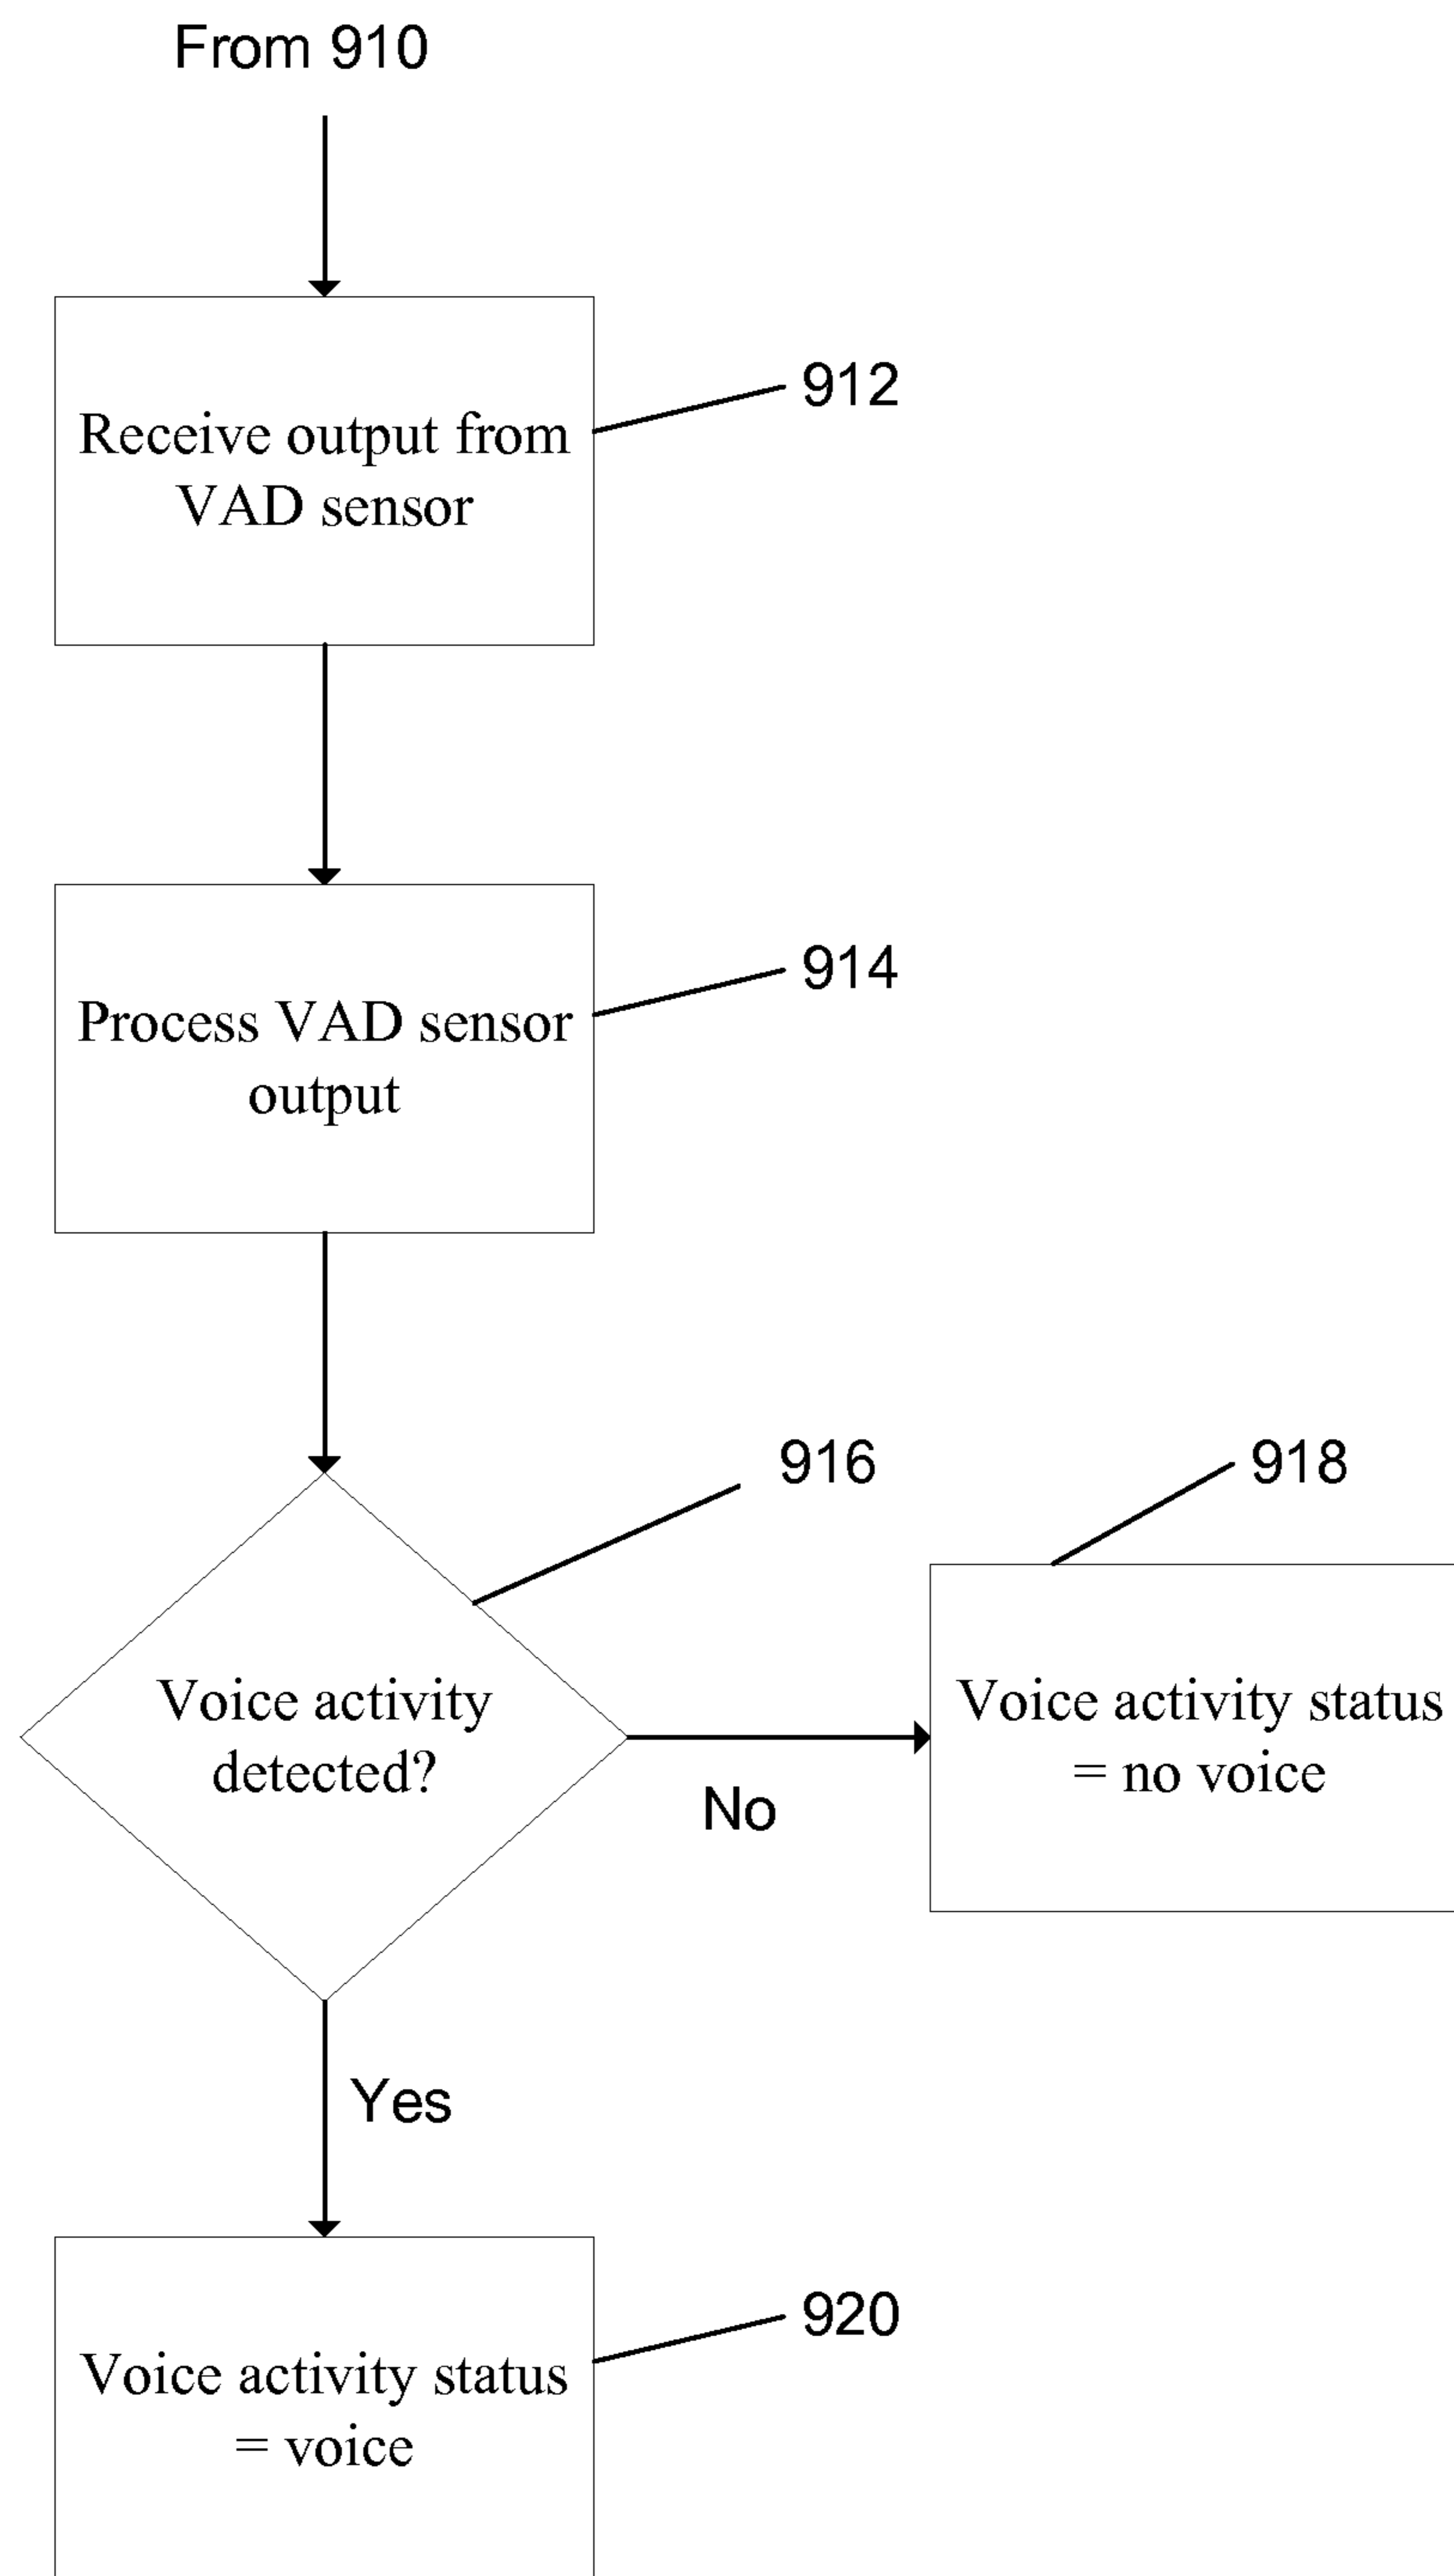 From 910
912
Receive output from
VAD sensor
914
Process VAD sensor
output
916
918
Voice activity
detected?
Voice activity status
= no voice
No
Yes
920
Voice activity status
= voice